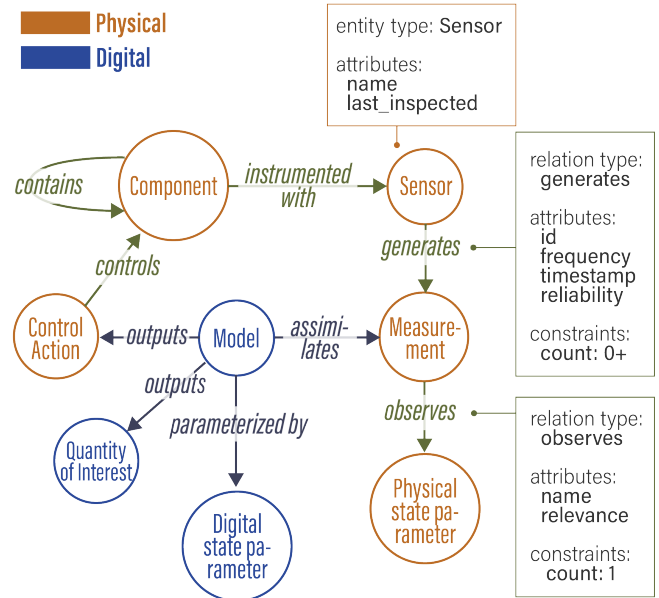 Physical
Digital
entity type: Sensor
attributes:
name
last_inspected
contains
Component
instrumented
with
Sensor
relation type:
generates
attributes:
id
frequency
timestamp
reliability
constraints:
count: 0+
generates
controls
Control
Action
outputs
Model
assimi-
lates
Measure-
ment
outputs
parameterized by
observes
relation type:
observes
attributes:
name
relevance
constraints:
count: 1
Quantity
of Interest
Digital
state pa-
rameter
Physical
state pa-
rameter